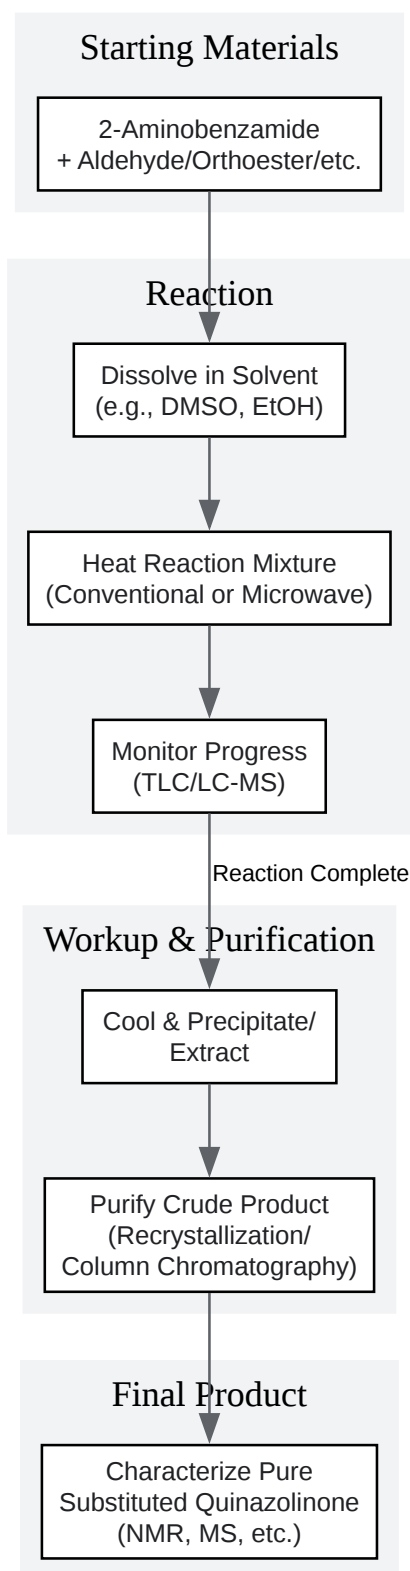 Starting Materials
2-Aminobenzamide
+ Aldehyde/Orthoester/etc.
Reaction
Dissolve in Solvent
(e.g., DMSO, EtOH)
Heat Reaction Mixture
(Conventional or Microwave)
Monitor Progress
(TLC/LC-MS)
Reaction Complete
Workup & Purification
Cool & Precipitate/
Extract
Purify Crude Product
(Recrystallization/
Column Chromatography)
Final Product
Characterize Pure
Substituted Quinazolinone
(NMR, MS, etc.)